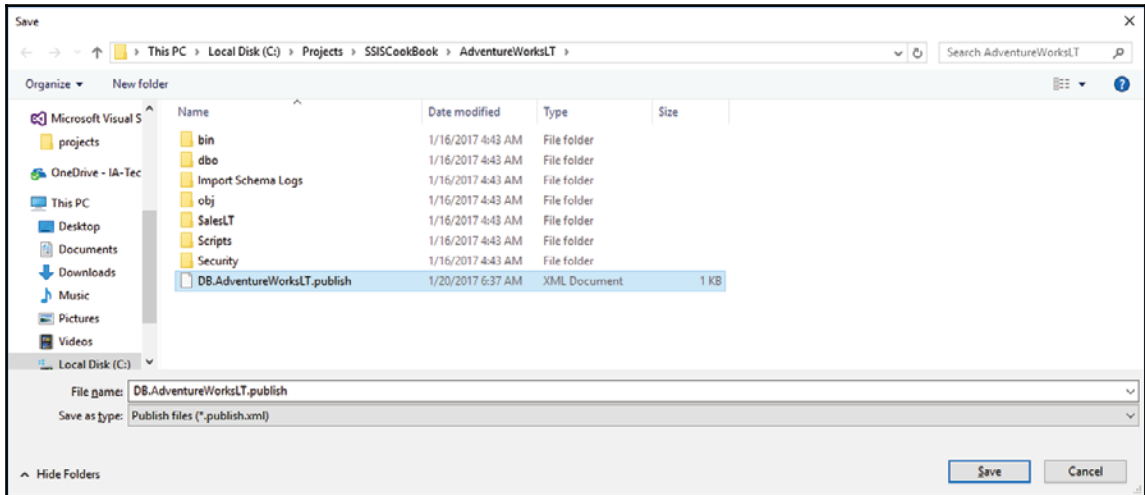 Save
This PC › Local Disk (C:) › Projects › SSISCookBook › AdventureWorksLT ›
Search AdventureWorksLT
Organize
New folder
Name
Date modified
Type
Size
Microsoft Visual S
projects
OneDrive - IA-Tec
This PC
Desktop
Documents
Downloads
Music
Pictures
Videos
Local Disk (C:)
bin 1/16/2017 4:43 AM File folder
dbo 1/16/2017 4:43 AM File folder
Import Schema Logs 1/16/2017 4:43 AM File folder
obj 1/16/2017 4:43 AM File folder
SalesLT 1/16/2017 4:43 AM File folder
Scripts 1/16/2017 4:43 AM File folder
Security 1/16/2017 4:43 AM File folder
DB.AdventureWorksLT.publish 1/20/2017 6:37 AM XML Document 1 KB
File name: DB.AdventureWorksLT.publish
Save as type: Publish files (*.publish.xml)
Hide Folders
Save
Cancel